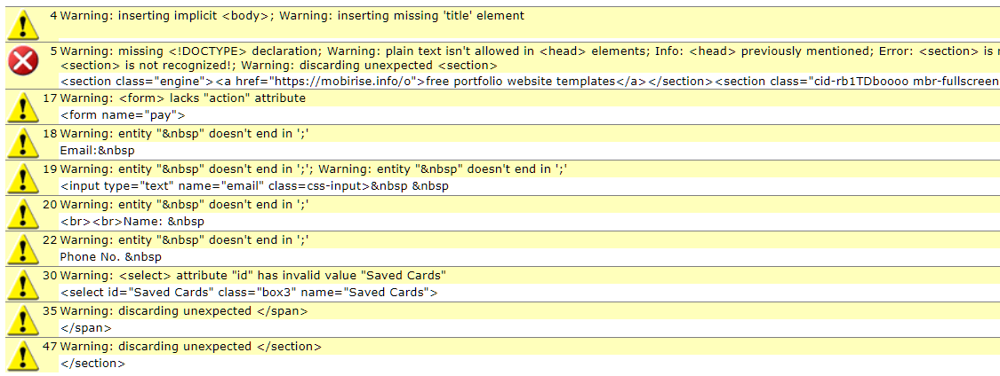 4 Warning: inserting implicit <body>; Warning: inserting missing 'title' element
5 Warning: missing <!DOCTYPE> declaration; Warning: plain text isn't allowed in <head> elements; Info: <head> previously mentioned; Error: <section> is
<section> is not recognized!; Warning: discarding unexpected <section>
<section class="engine"><a href="https://mobirise.info/o">free portfolio website templates</a></section><section class="cid-rb1TDboooo mbr-fullscreen
17 Warning: <form> lacks "action" attribute
<form name="pay">
18 Warning: entity "&nbsp" doesn't end in ';'
Email:&nbsp
19 Warning: entity "&nbsp" doesn't end in ';'; Warning: entity "&nbsp" doesn't end in ';'
<input type="text" name="email" class=css-input>&nbsp &nbsp
20 Warning: entity "&nbsp" doesn't end in ';'
<br><br>Name: &nbsp
22 Warning: entity "&nbsp" doesn't end in ';'
Phone No. &nbsp
30 Warning: <select> attribute "id" has invalid value "Saved Cards"
<select id="Saved Cards" class="box3" name="Saved Cards">
35 Warning: discarding unexpected </span>
</span>
47 Warning: discarding unexpected </section>
</section>